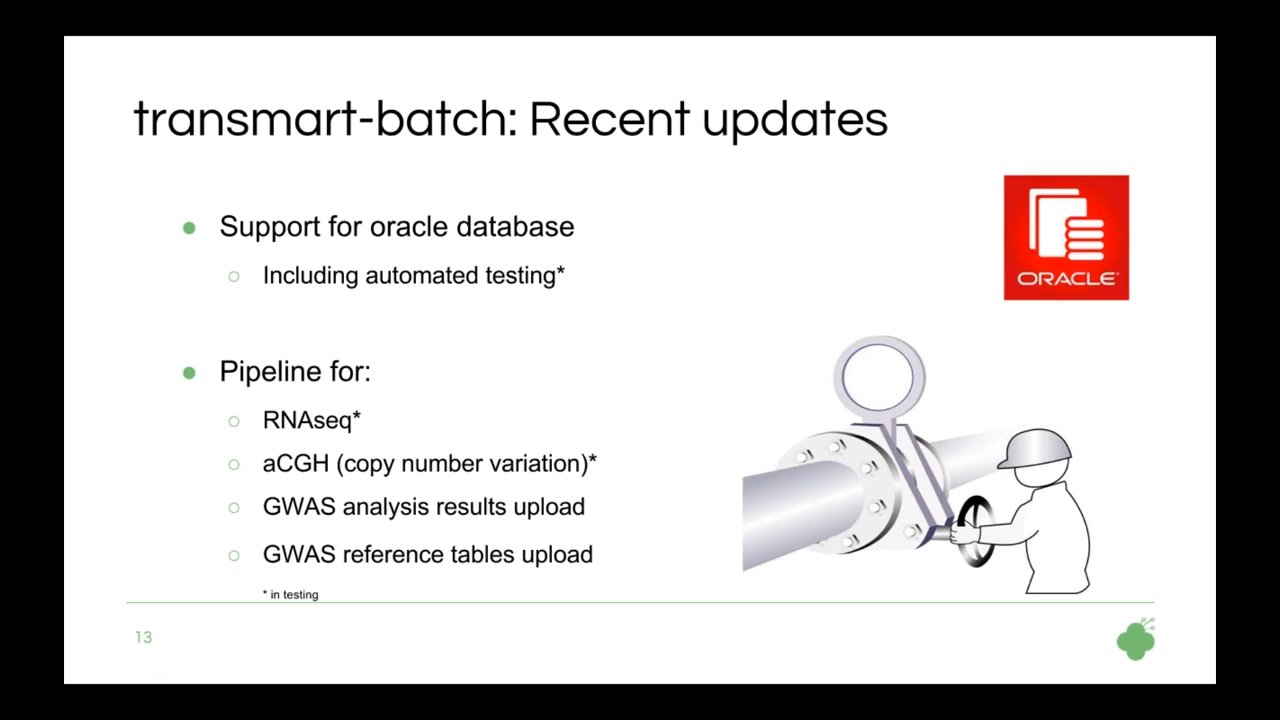 transmart-batch: Recent updates
Support for oracle database
Including automated testing*
ORACLE
Pipeline for:
RNAseq*
aCGH (copy number variation)*
GWAS analysis results upload
GWAS reference tables upload
* in testing
13